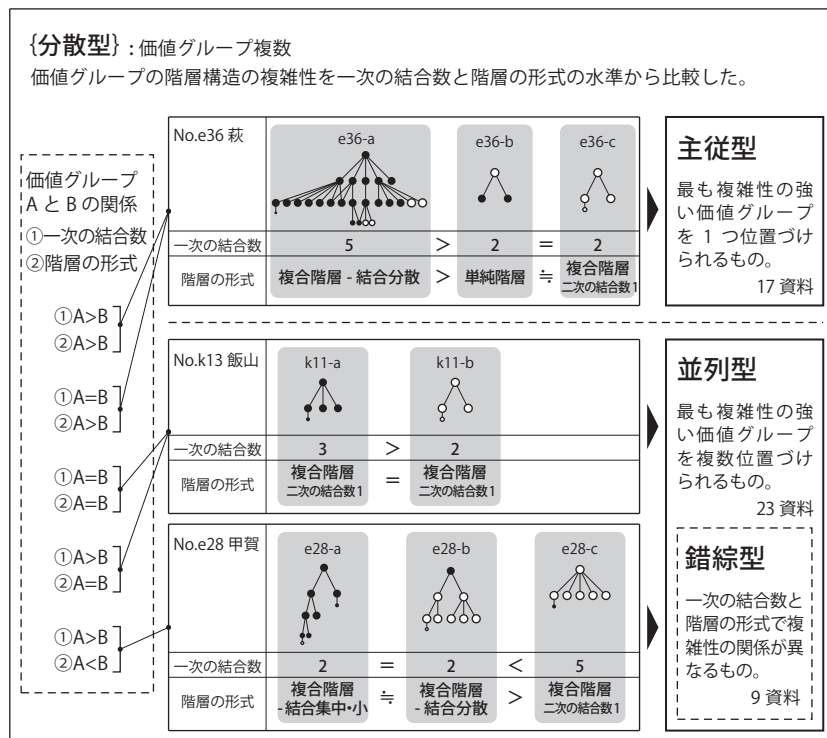 {分散型}：価値グループ複数
価値グループの階層構造の複雑性を一次の結合数と階層の形式の水準から比較した。
価値グループ
A と B の関係
①一次の結合数
②階層の形式
①A>B
②A>B
①A=B
②A>B
①A=B
②A=B
①A>B
②A=B
①A>B
②A<B
No.e36 萩
e36-a
e36-b
e36-c
一次の結合数 5 > 2 = 2
階層の形式 複合階層 - 結合分散 > 単純階層 ≒ 複合階層
二次の結合数 1
主従型
最も複雑性の強
い価値グループ
を 1 つ位置づけ
られるもの。
17 資料
No.k13 飯山
k11-a
k11-b
一次の結合数 3 > 2
階層の形式 複合階層 = 複合階層
二次の結合数 1 二次の結合数 1
並列型
最も複雑性の強
い価値グループ
を複数位置づけ
られるもの。
23 資料
No.e28 甲賀
e28-a
e28-b
e28-c
一次の結合数 2 = 2 < 5
階層の形式 複合階層 ≒ 複合階層 > 複合階層
- 結合集中・小 - 結合分散 二次の結合数 1
錯綜型
一次の結合数と
階層の形式で複
雑性の関係が異
なるもの。
9 資料